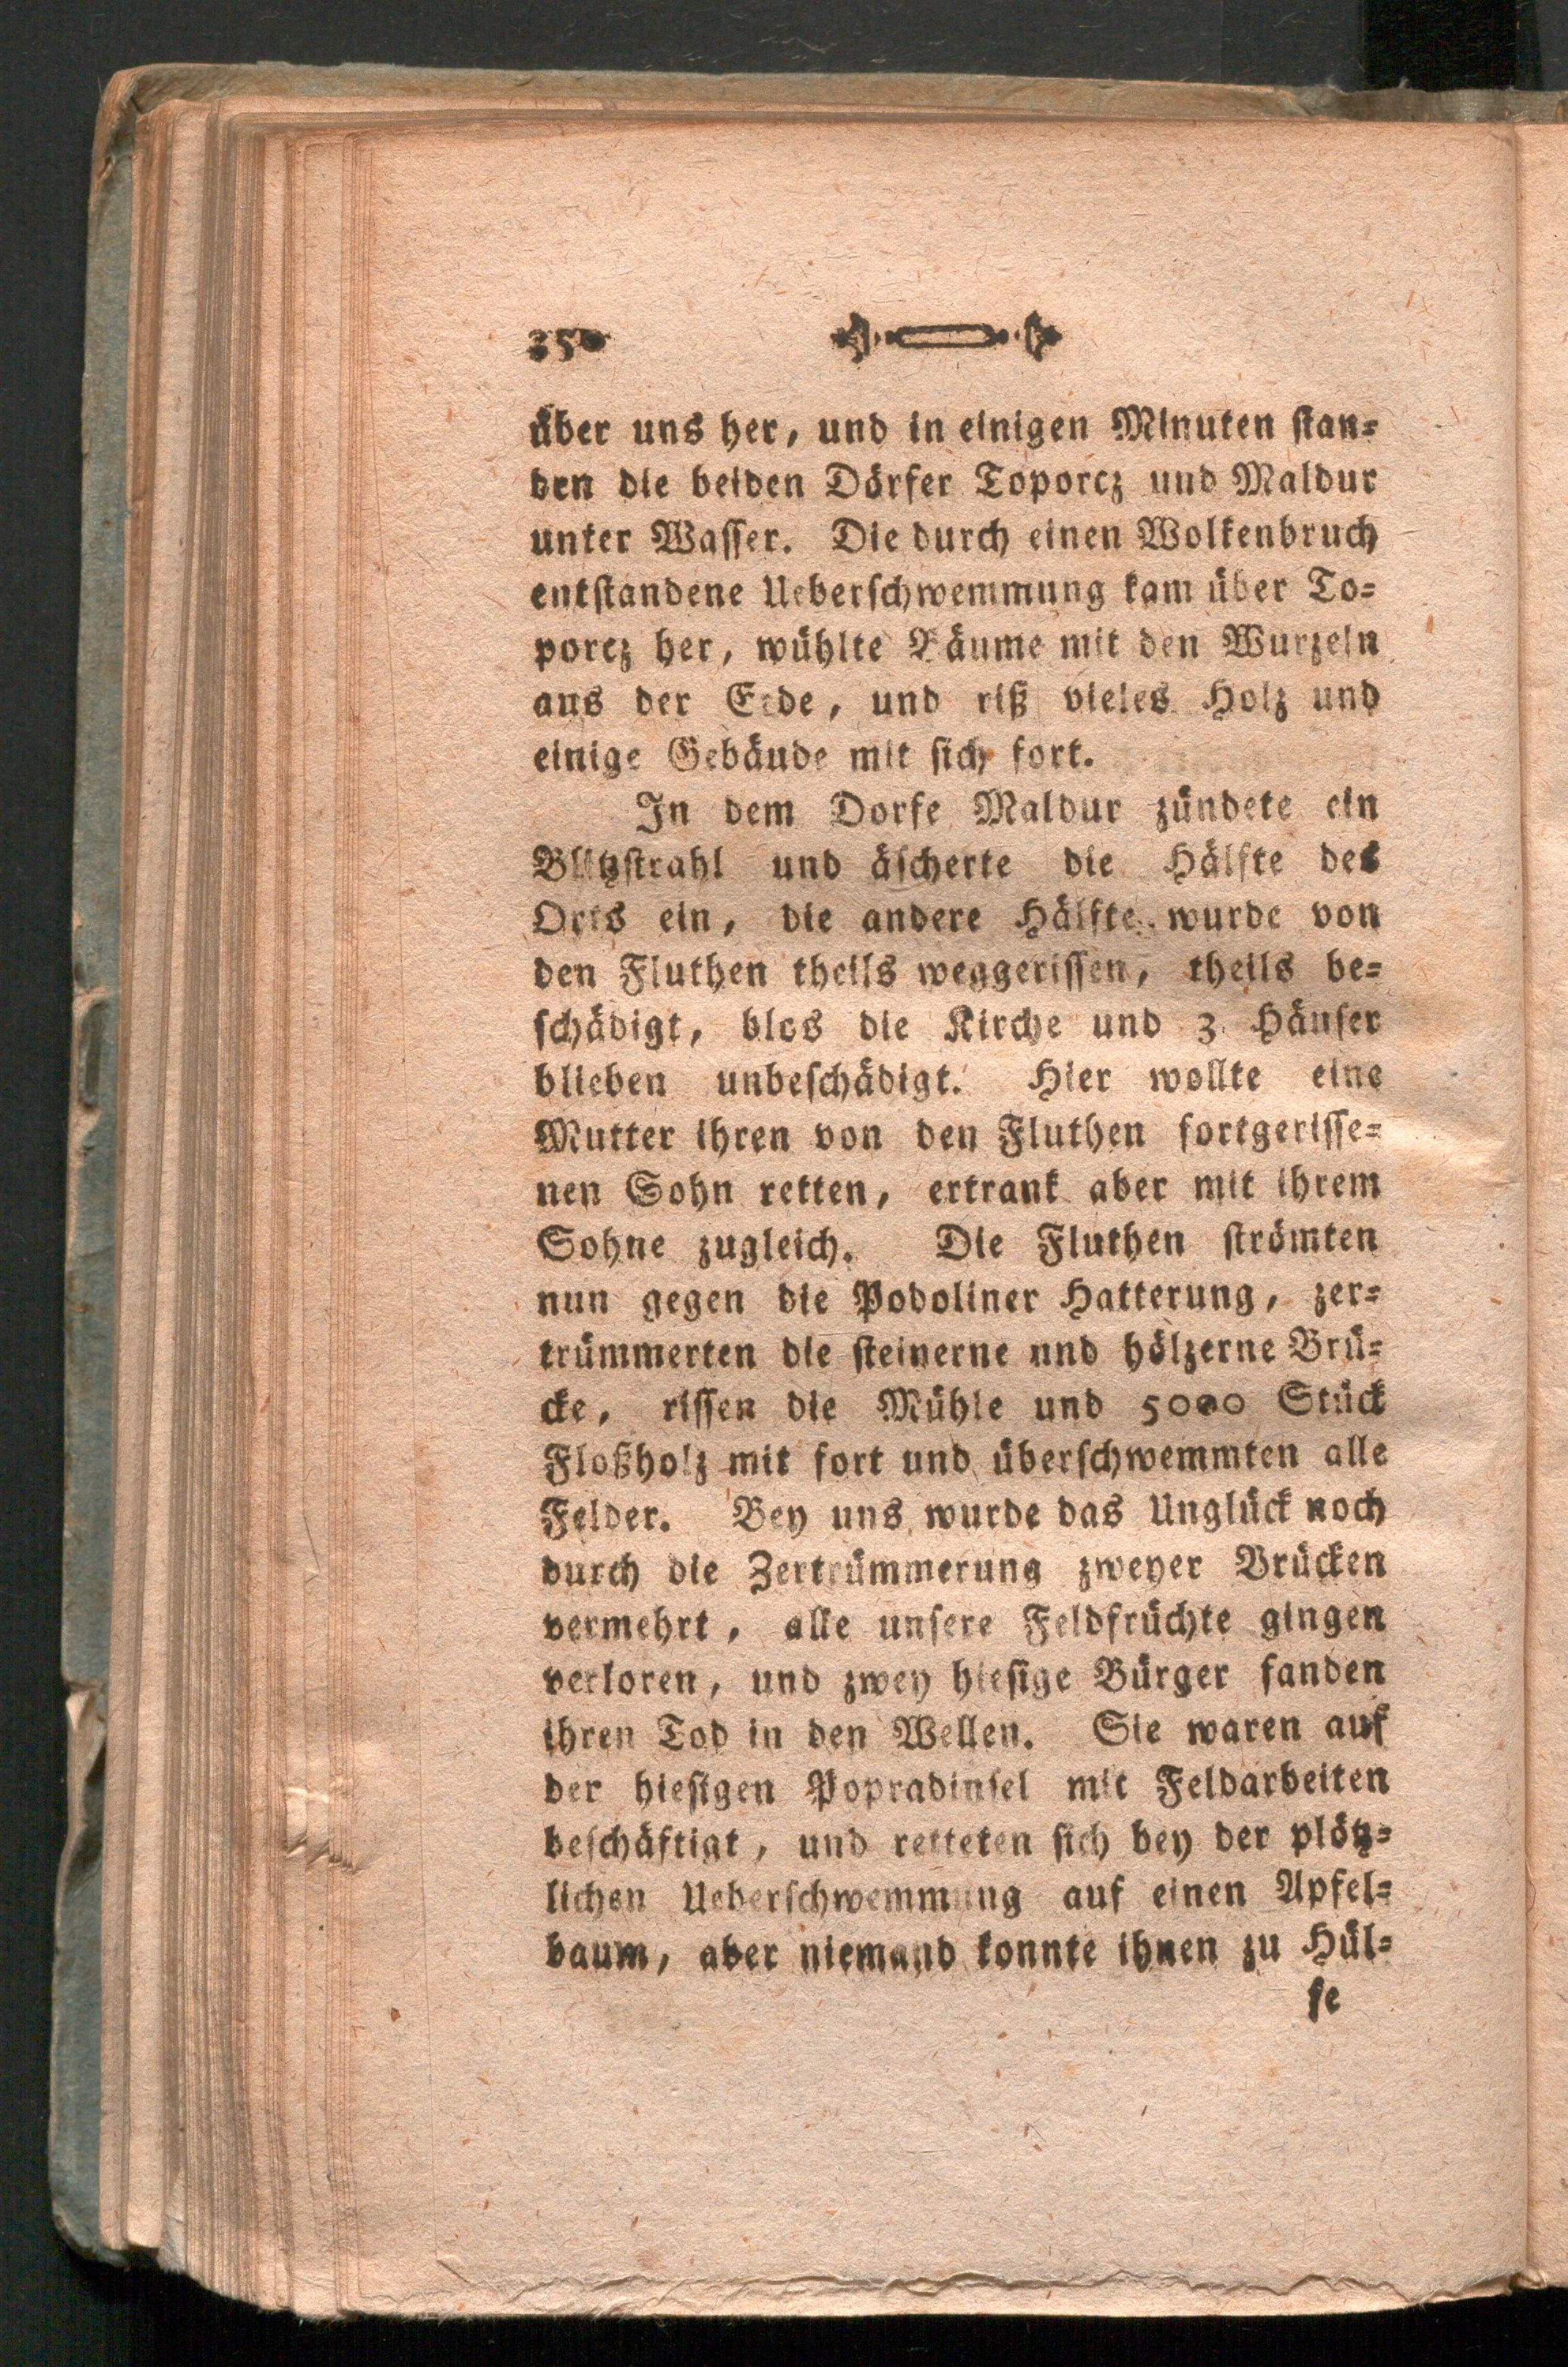 350
über uns her, und in einigen Minuten ſtan=
den die beiden Dörfer Toporcz und Maldur
unter Waſſer. Die durch einen Wolkenbruch
entſtandene Ueberſchwemmung kam über To=
porcz her, wühlte Bäume mit den Wurzeln
aus der Erde, und riß vieles Holz und
einige Gebäude mit ſich fort.
In dem Dorfe Maldur zündete ein
Blitzſtrahl und äſcherte die Hälfte des
Orts ein, die andere Hälfte wurde von
den Fluthen theils weggeriſſen, theils be=
ſchädigt, blos die Kirche und 3 Häuſer
blieben unbeſchädigt. Hier wollte eine
Mutter ihren von den Fluthen fortgeriſſe=
nen Sohn retten, ertrank aber mit ihrem
Sohne zugleich. Die Fluthen ſtrömten
nun gegen die Podoliner Hatterung, zer=
trümmerten die ſteinerne und hölzerne Brü=
cke, riſſen die Mühle und 5000 Stück
Floßholz mit fort und überſchwemmten alle
Felder. Bey uns wurde das Unglück noch
durch die Zertrümmerung zweyer Brücken
vermehrt, alle unſere Feldfrüchte gingen
verloren, und zwey hieſige Bürger fanden
ihren Tod in den Wellen. Sie waren auf
der hieſigen Popradinſel mit Feldarbeiten
beſchäftigt, und retteten ſich bey der plötz=
lichen Ueberſchwemmung auf einen Apfel=
baum, aber niemand konnte ihnen zu Hül=
fe